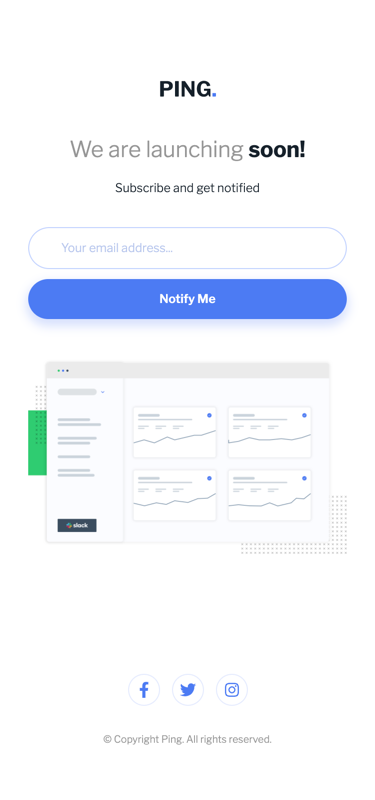 PING.
We are launching soon!
Subscribe and get notified
Your email address...
Notify Me
slack
© Copyright Ping. All rights reserved.